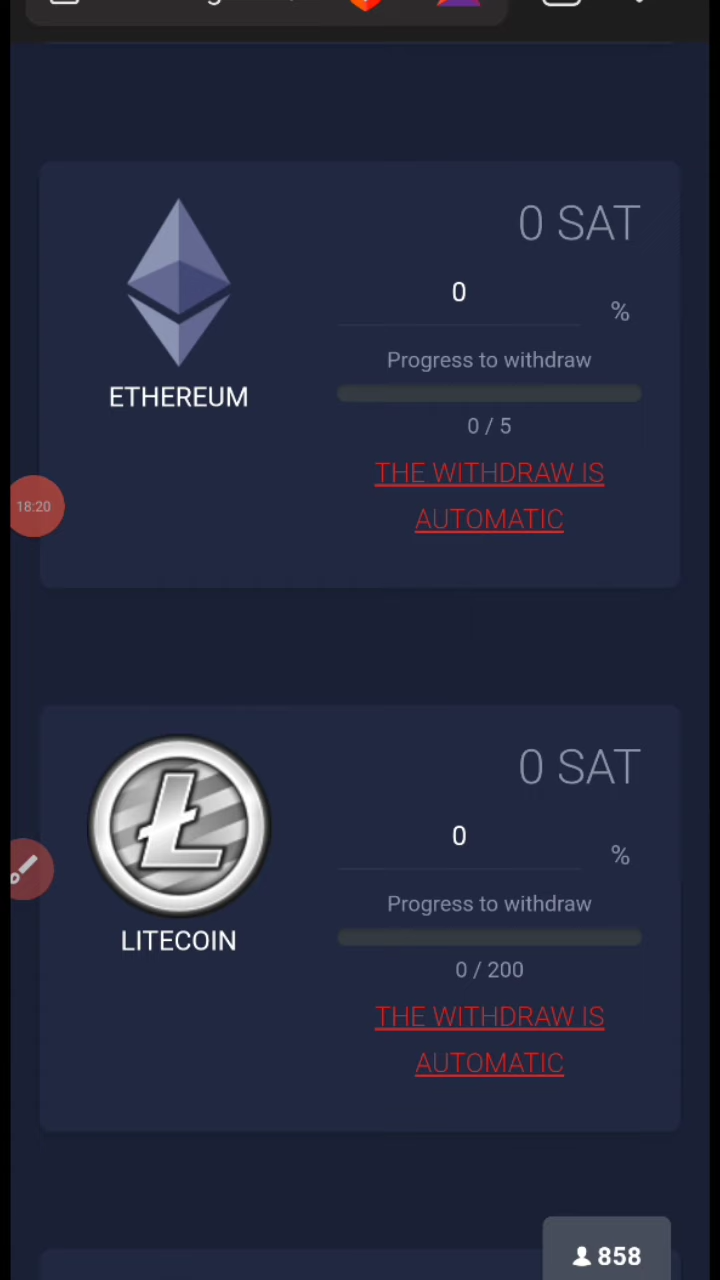 0 SAT
0
%
Progress to withdraw
ETHEREUM
0 / 5
THE WITHDRAW IS
AUTOMATIC
18:20
0 SAT
0
%
Progress to withdraw
LITECOIN
0 / 200
THE WITHDRAW IS
AUTOMATIC
858